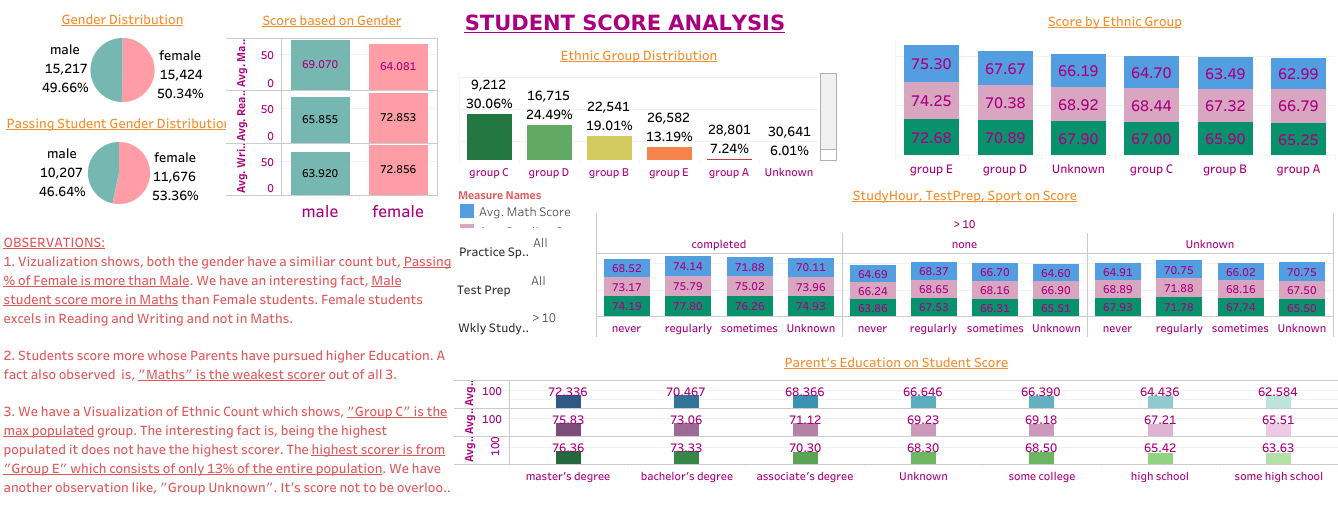 STUDENT SCORE ANALYSIS
Gender Distribution
male
15,217
49.66%
female
15,424
50.34%
Passing Student Gender Distribution
male
10,207
46.64%
female
11,676
53.36%
Score based on Gender
Avg. Ma..
50
0
69.070
64.081
Avg. Rea..
50
0
65.855
72.853
Avg. Wri..
50
0
63.920
72.856
male
female
Ethnic Group Distribution
9,212
30.06%
16,715
24.49%
22,541
19.01%
26,582
13.19%
28,801
7.24%
30,641
6.01%
group C
group D
group B
group E
group A
Unknown
Score by Ethnic Group
75.30
67.67
66.19
64.70
63.49
62.99
74.25
70.38
68.92
68.44
67.32
66.79
72.68
70.89
67.90
67.00
65.90
65.25
group E
group D
Unknown
group C
group B
group A
Measure Names
Avg. Math Score
Practice Sp..
All
Test Prep
All
Wkly Study..
> 10
StudyHour, TestPrep, Sport on Score
> 10
completed
none
Unknown
68.52 74.14 71.88 70.11 64.69 68.37 66.70 64.60 64.91 70.75 66.02 70.75
73.17 75.79 75.02 73.96 66.24 68.65 68.16 66.90 68.89 71.88 68.16 67.50
74.19 77.80 76.26 74.93 63.86 67.53 66.31 65.51 67.93 71.78 67.74 65.50
never regularly sometimes Unknown never regularly sometimes Unknown never regularly sometimes Unknown
Parent's Education on Student Score
Avg.. 100 72.336 70.467 68.366 66.646 66.390 64.436 62.584
Avg.. 100 75.83 73.06 71.12 69.23 69.18 67.21 65.51
Avg.. 100 76.36 73.33 70.30 68.30 68.50 65.42 63.63
master's degree bachelor's degree associate's degree Unknown some college high school some high school
OBSERVATIONS:
1. Vizualization shows, both the gender have a similiar count but, Passing
% of Female is more than Male. We have an interesting fact, Male
student score more in Maths than Female students. Female students
excels in Reading and Writing and not in Maths.
2. Students score more whose Parents have pursued higher Education. A
fact also observed is, "Maths" is the weakest scorer out of all 3.
3. We have a Visualization of Ethnic Count which shows, "Group C" is the
max populated group. The interesting fact is, being the highest
populated it does not have the highest scorer. The highest scorer is from
"Group E" which consists of only 13% of the entire population. We have
another observation like, "Group Unknown". It's score not to be overloo..